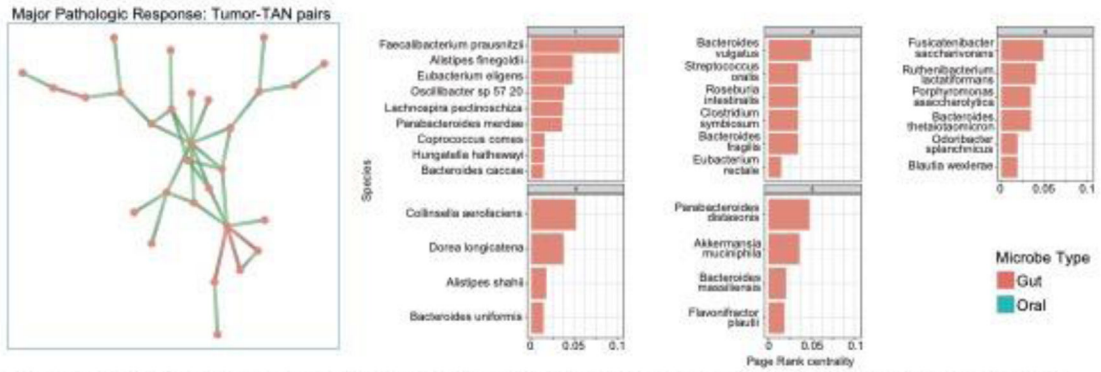 Major Pathologic Response: Tumor-TAN pairs
Species
Faecalibacterium prausnitzii
Alistipes finegoldii
Eubacterium eligens
Oscillibacter sp 57 20
Lachnospira pectinoschiza
Parabacteroides merdae
Coprococcus comes
Hungatella hathewayi
Bacteroides caccae
Collinsella aerofaciens
Dorea longicatena
Alistipes shahii
Bacteroides uniformis
0 0.05 0.1
Bacteroides
vulgatus
Streptococcus
oralis
Roseburia
intestinalis
Clostridium
symbiosum
Bacteroides
fragilis
Eubacterium
rectale
Parabacteroides
distasonis
Akkermansia
muciniphila
Bacteroides
massiliensis
Flavonifractor
plautii
0 0.05 0.1
Page Rank centrality
Fusicatenibacter
saccharivorans
Ruthenibacterium
lactatiformans
Porphyromonas
asaccharolytica
Bacteroides
thetaiotaomicron
Odoribacter
splanchnicus
Blautia wexlerae
0 0.05 0.1
Microbe Type
Gut
Oral